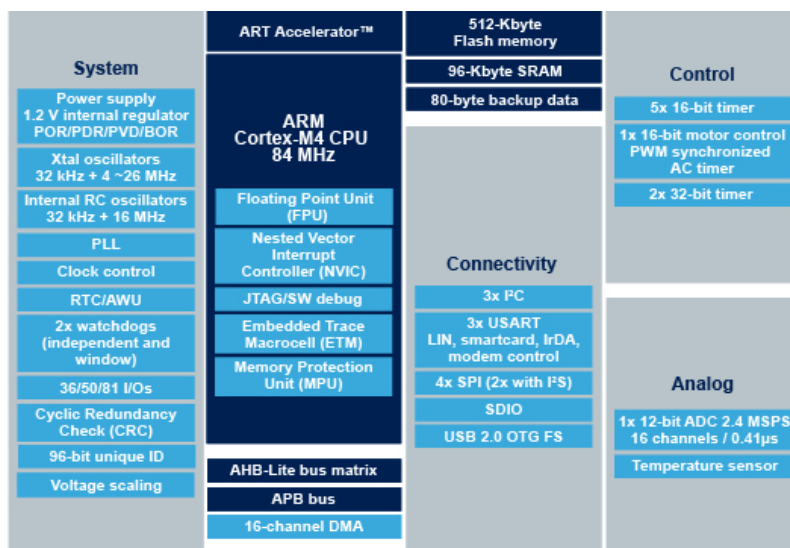 System
Power supply
1.2 V internal regulator
POR/PDR/PVD/BOR
Xtal oscillators
32 kHz + 4 ~26 MHz
Internal RC oscillators
32 kHz + 16 MHz
PLL
Clock control
RTC/AWU
2x watchdogs
(independent and
window)
36/50/81 I/Os
Cyclic Redundancy
Check (CRC)
96-bit unique ID
Voltage scaling
ART Accelerator™
ARM
Cortex-M4 CPU
84 MHz
Floating Point Unit
(FPU)
Nested Vector
Interrupt
Controller (NVIC)
JTAG/SW debug
Embedded Trace
Macrocell (ETM)
Memory Protection
Unit (MPU)
AHB-Lite bus matrix
APB bus
16-channel DMA
512-Kbyte
Flash memory
96-Kbyte SRAM
80-byte backup data
Connectivity
3x I²C
3x USART
LIN, smartcard, IrDA,
modem control
4x SPI (2x with I²S)
SDIO
USB 2.0 OTG FS
Control
5x 16-bit timer
1x 16-bit motor control
PWM synchronized
AC timer
2x 32-bit timer
Analog
1x 12-bit ADC 2.4 MSPS
16 channels / 0.41µs
Temperature sensor